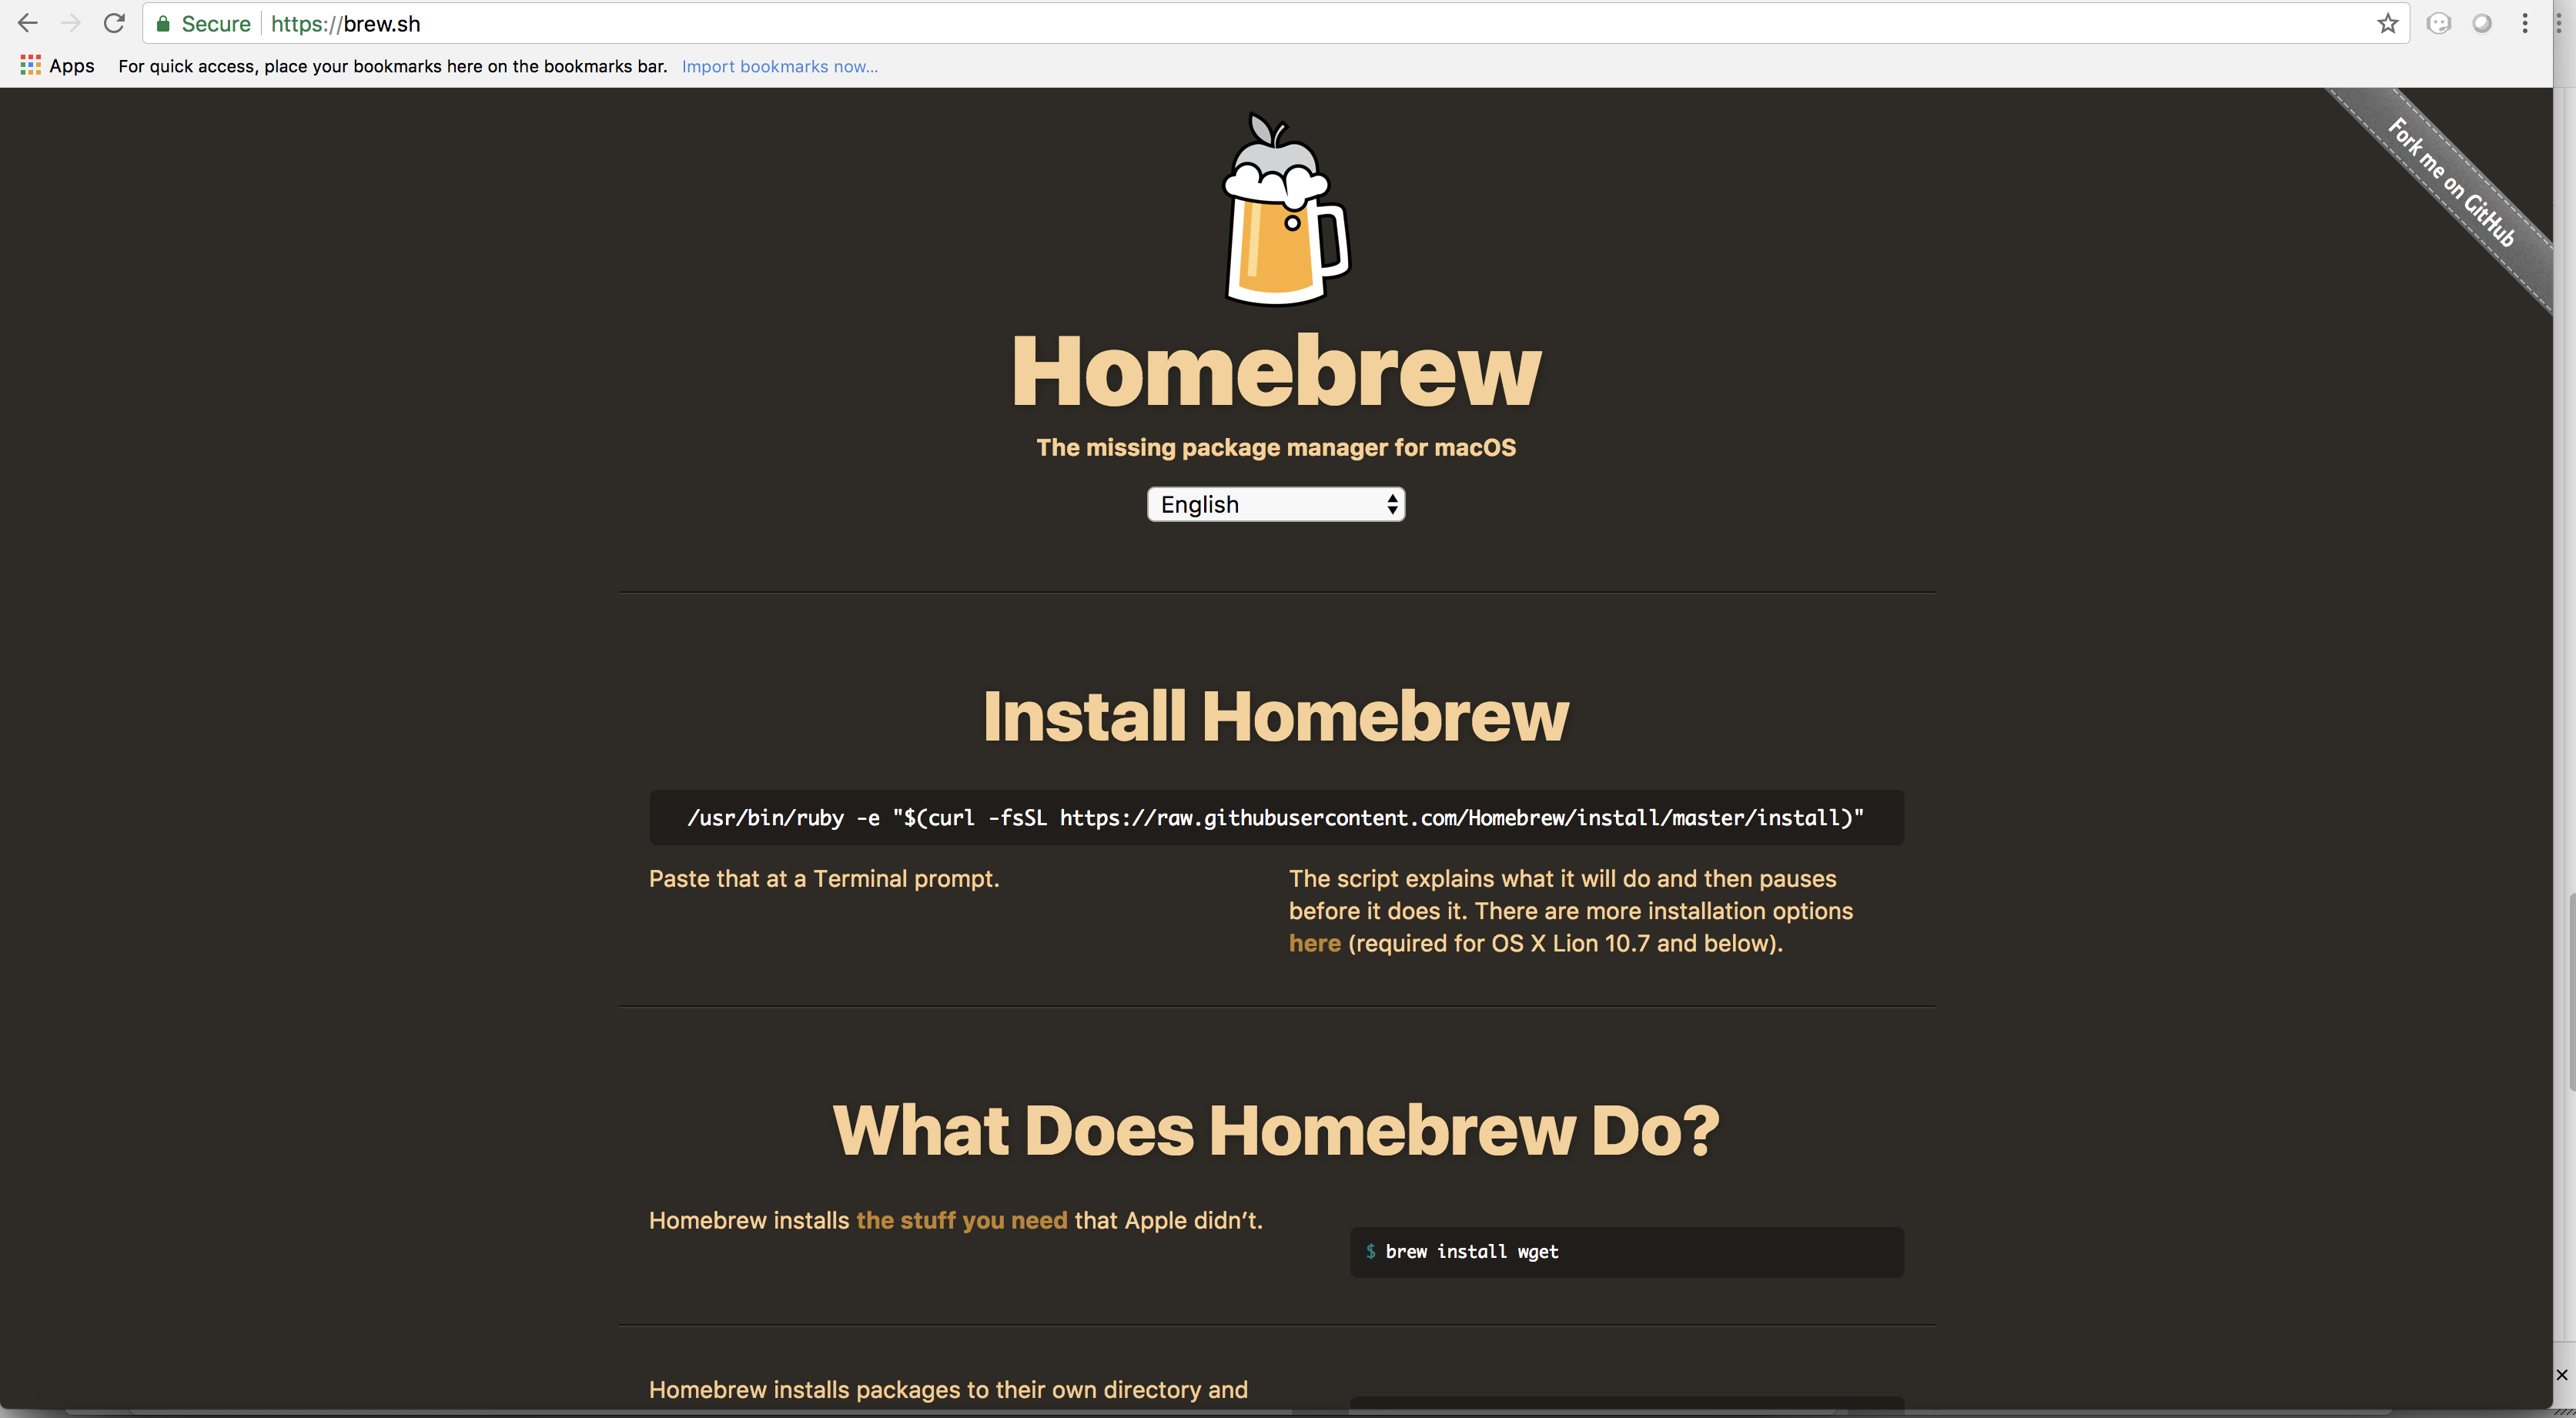 Secure https://brew.sh
Apps For quick access, place your bookmarks here on the bookmarks bar. Import bookmarks now...
Fork me on GitHub
Homebrew
The missing package manager for macOS
English
Install Homebrew
/usr/bin/ruby -e "$(curl -fsSL https://raw.githubusercontent.com/Homebrew/install/master/install)"
Paste that at a Terminal prompt.
The script explains what it will do and then pauses
before it does it. There are more installation options
here (required for OS X Lion 10.7 and below).
What Does Homebrew Do?
Homebrew installs the stuff you need that Apple didn’t.
$ brew install wget
Homebrew installs packages to their own directory and